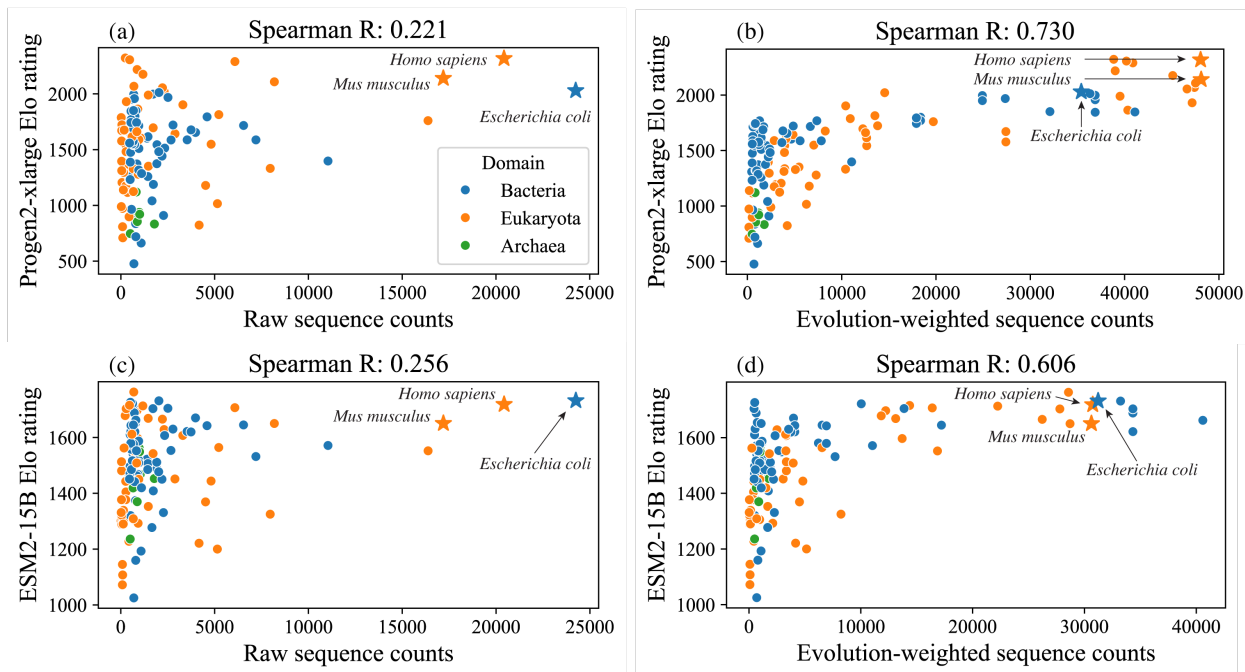 (a) Spearman R: 0.221
Progen2-xlarge Elo rating
2000
1500
1000
500
Homo sapiens
Mus musculus
Escherichia coli
Domain
Bacteria
Eukaryota
Archaea
0 5000 10000 15000 20000 25000
Raw sequence counts
(b) Spearman R: 0.730
Progen2-xlarge Elo rating
2000
1500
1000
500
Homo sapiens
Mus musculus
Escherichia coli
0 10000 20000 30000 40000 50000
Evolution-weighted sequence counts
(c) Spearman R: 0.256
ESM2-15B Elo rating
1600
1400
1200
1000
Homo sapiens
Mus musculus
Escherichia coli
0 5000 10000 15000 20000 25000
Raw sequence counts
(d) Spearman R: 0.606
ESM2-15B Elo rating
1600
1400
1200
1000
Homo sapiens
Mus musculus
Escherichia coli
0 10000 20000 30000 40000
Evolution-weighted sequence counts